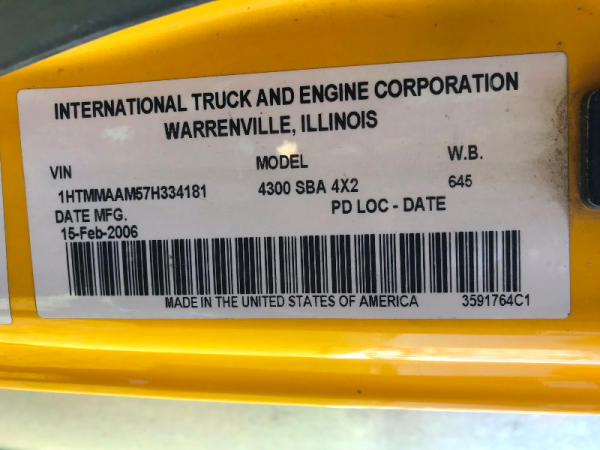 INTERNATIONAL TRUCK AND ENGINE CORPORATION
WARRENVILLE, ILLINOIS
VIN MODEL W.B.
1HTMMAAM57H334181 4300 SBA 4X2 645
DATE MFG. PD LOC - DATE
15-Feb-2006
MADE IN THE UNITED STATES OF AMERICA 3591764C1